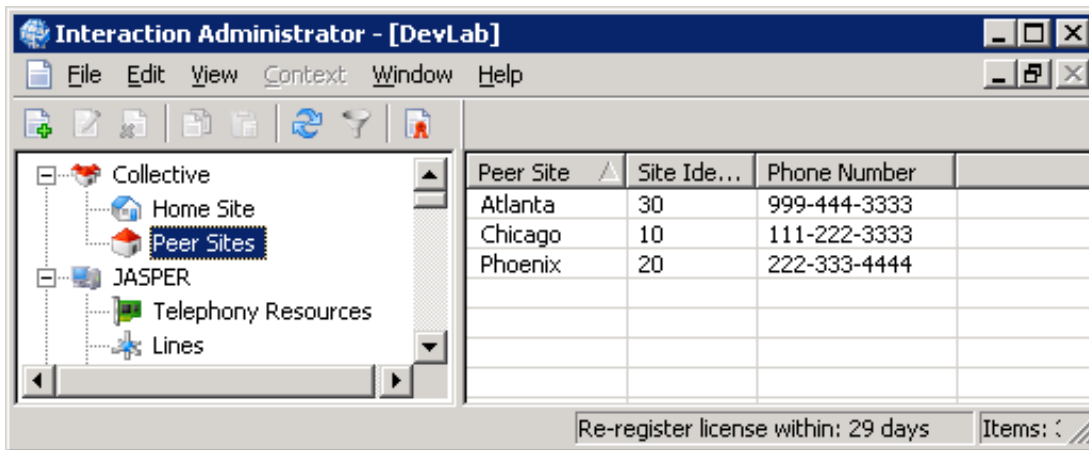 Interaction Administrator - [DevLab]
File Edit View Context Window Help
Collective
Home Site
Peer Sites
JASPER
Telephony Resources
Lines
Peer Site Site Ide... Phone Number
Atlanta 30 999-444-3333
Chicago 10 111-222-3333
Phoenix 20 222-333-4444
Re-register license within: 29 days Items: